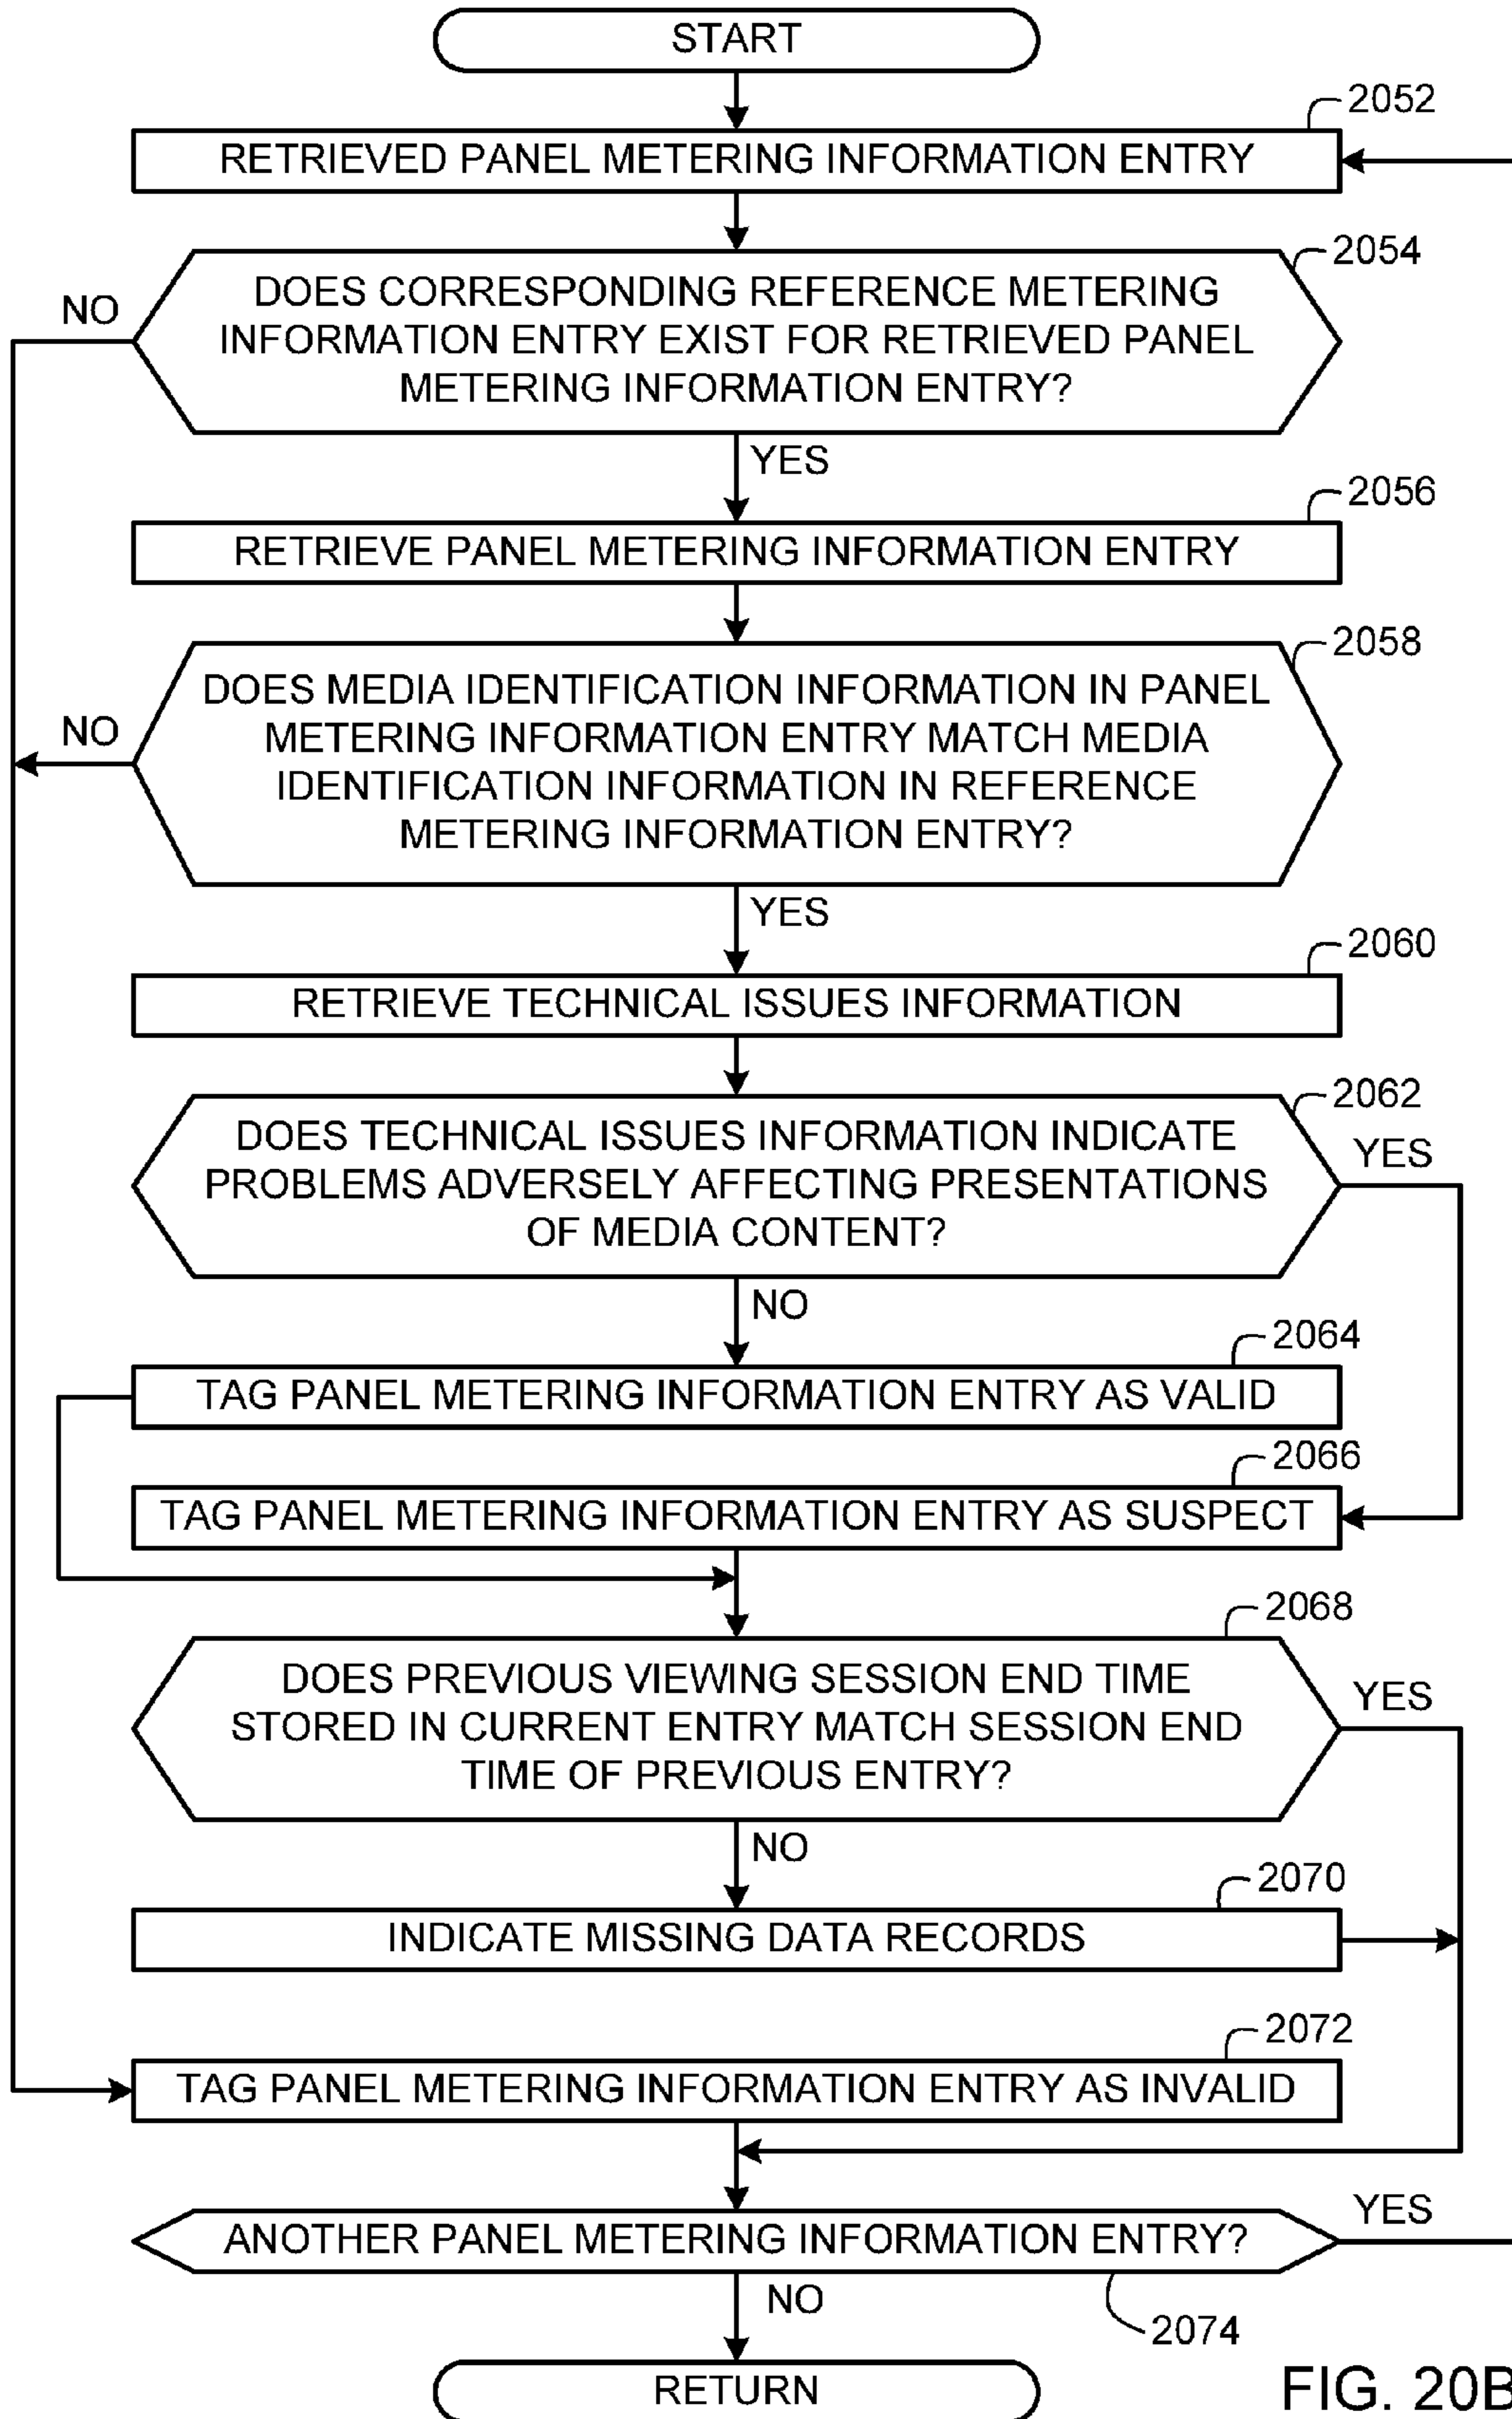 START
2052
RETRIEVED PANEL METERING INFORMATION ENTRY
2054
DOES CORRESPONDING REFERENCE METERING
INFORMATION ENTRY EXIST FOR RETRIEVED PANEL
METERING INFORMATION ENTRY?
NO
YES
2056
RETRIEVE PANEL METERING INFORMATION ENTRY
2058
DOES MEDIA IDENTIFICATION INFORMATION IN PANEL
METERING INFORMATION ENTRY MATCH MEDIA
IDENTIFICATION INFORMATION IN REFERENCE
METERING INFORMATION ENTRY?
NO
YES
2060
RETRIEVE TECHNICAL ISSUES INFORMATION
2062
DOES TECHNICAL ISSUES INFORMATION INDICATE
PROBLEMS ADVERSELY AFFECTING PRESENTATIONS
OF MEDIA CONTENT?
YES
NO
2064
TAG PANEL METERING INFORMATION ENTRY AS VALID
2066
TAG PANEL METERING INFORMATION ENTRY AS SUSPECT
2068
DOES PREVIOUS VIEWING SESSION END TIME
STORED IN CURRENT ENTRY MATCH SESSION END
TIME OF PREVIOUS ENTRY?
YES
NO
2070
INDICATE MISSING DATA RECORDS
2072
TAG PANEL METERING INFORMATION ENTRY AS INVALID
ANOTHER PANEL METERING INFORMATION ENTRY?
YES
NO
2074
RETURN
FIG. 20B